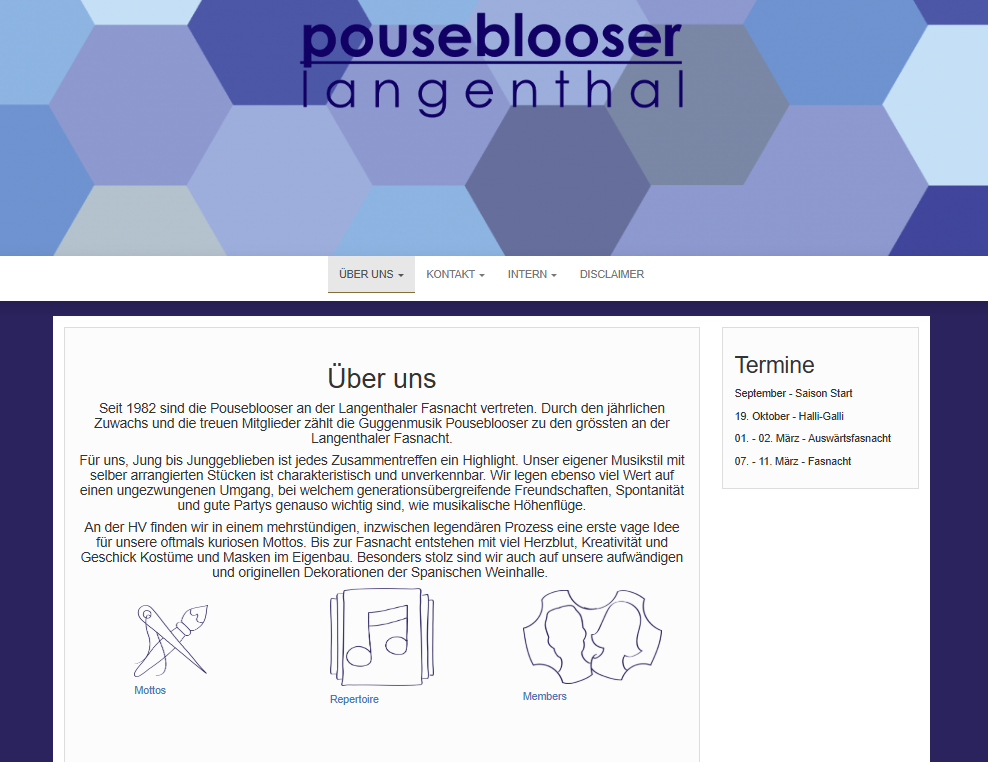 pouseblooser
langenthal
ÜBER UNS
KONTAKT
INTERN
DISCLAIMER
Über uns
Seit 1982 sind die Pouseblooser an der Langenthaler Fasnacht vertreten. Durch den jährlichen
Zuwachs und die treuen Mitglieder zählt die Guggenmusik Pouseblooser zu den grössten an der
Langenthaler Fasnacht.
Für uns, Jung bis Junggeblieben ist jedes Zusammentreffen ein Highlight. Unser eigener Musikstil mit
selber arrangierten Stücken ist charakteristisch und unverkennbar. Wir legen ebenso viel Wert auf
einen ungezwungenen Umgang, bei welchem generationsübergreifende Freundschaften, Spontanität
und gute Partys genauso wichtig sind, wie musikalische Höhenflüge.
An der HV finden wir in einem mehrstündigen, inzwischen legendären Prozess eine erste vage Idee
für unsere oftmals kuriosen Mottos. Bis zur Fasnacht entstehen mit viel Herzblut, Kreativität und
Geschick Kostüme und Masken im Eigenbau. Besonders stolz sind wir auch auf unsere aufwändigen
und originellen Dekorationen der Spanischen Weinhalle.
Mottos
Repertoire
Members
Termine
September - Saison Start
19. Oktober - Halli-Galli
01. - 02. März - Auswärtsfasnacht
07. - 11. März - Fasnacht